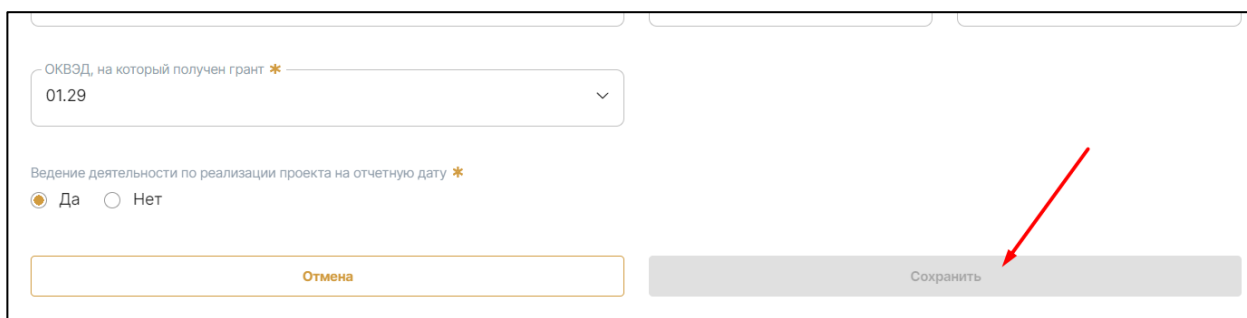 ОКВЭД, на который получен грант *
01.29
Ведение деятельности по реализации проекта на отчетную дату *
Да Нет
Отмена Сохранить